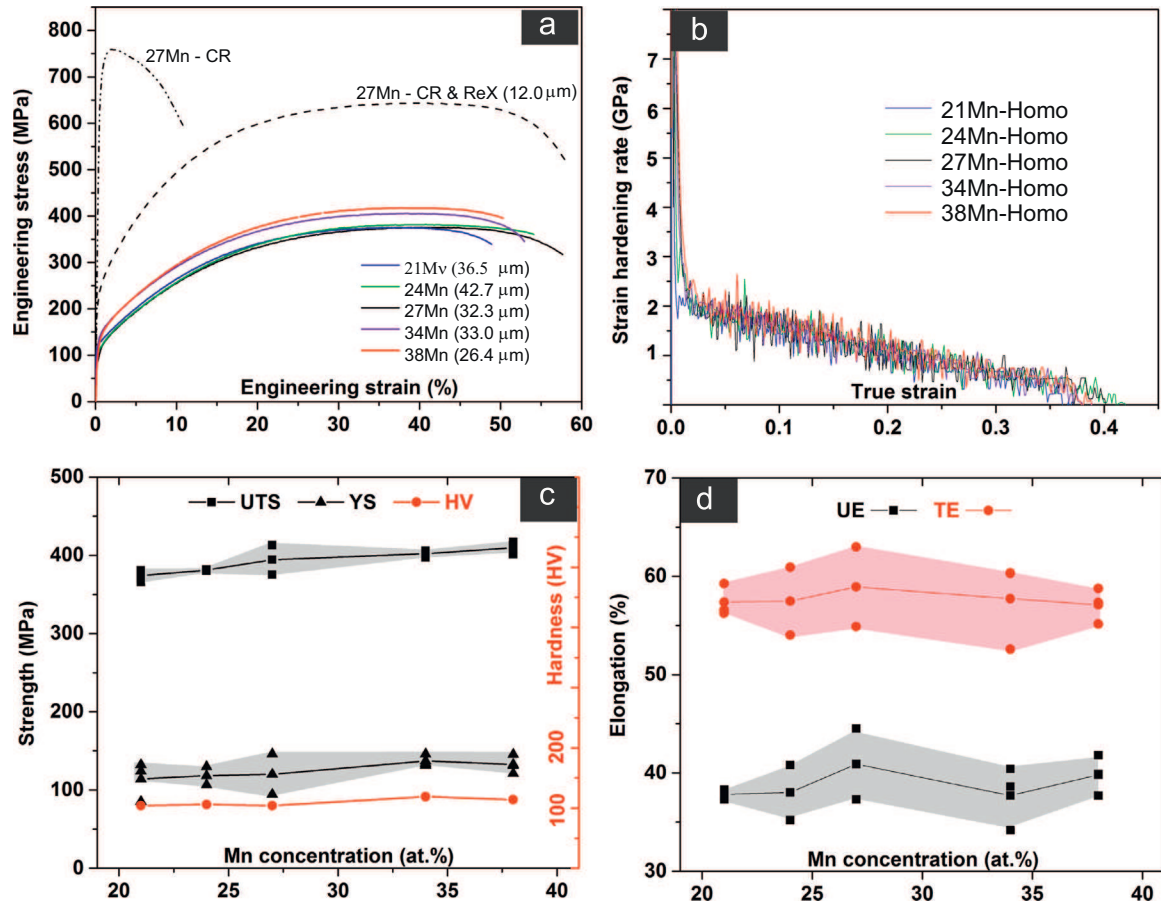 a
Engineering stress (MPa)
800
700
600
500
400
300
200
100
0
27Mn - CR
27Mn - CR & ReX (12.0 μm)
21Mν (36.5 μm)
24Mn (42.7 μm)
27Mn (32.3 μm)
34Mn (33.0 μm)
38Mn (26.4 μm)
Engineering strain (%)
0 10 20 30 40 50 60
b
Strain hardening rate (GPa)
7
6
5
4
3
2
1
21Mn-Homo
24Mn-Homo
27Mn-Homo
34Mn-Homo
38Mn-Homo
True strain
0.0 0.1 0.2 0.3 0.4
c
Strength (MPa)
500
400
300
200
100
0
UTS YS HV
Hardness (HV)
200
100
Mn concentration (at.%)
20 25 30 35 40
d
Elongation (%)
70
60
50
40
30
UE TE
Mn concentration (at.%)
20 25 30 35 40